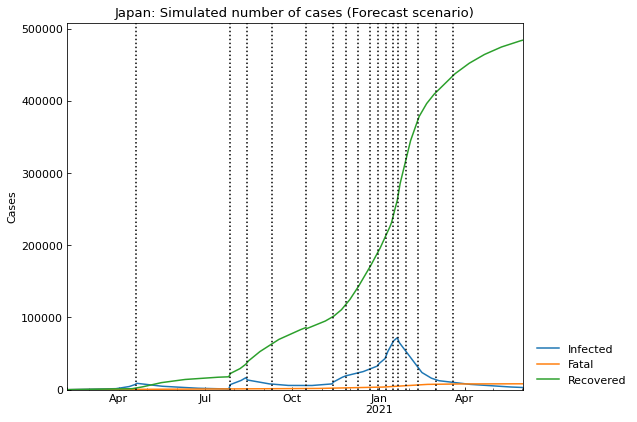 Japan: Simulated number of cases (Forecast scenario)
500000
400000
300000
200000
100000
0
Cases
Apr
Jul
Oct
Jan
2021
Apr
Infected
Fatal
Recovered